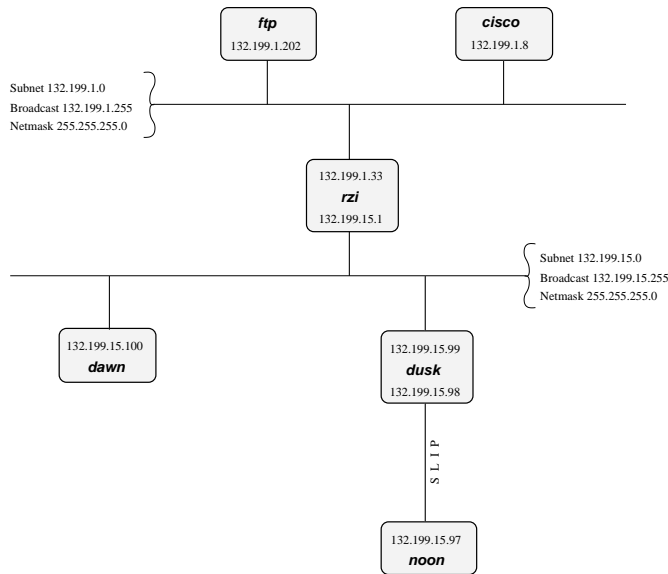 ftp
132.199.1.202
cisco
132.199.1.8
Subnet 132.199.1.0
Broadcast 132.199.1.255
Netmask 255.255.255.0
132.199.1.33
rzi
132.199.15.1
Subnet 132.199.15.0
Broadcast 132.199.15.255
Netmask 255.255.255.0
132.199.15.100
dawn
132.199.15.99
dusk
132.199.15.98
SLIP
132.199.15.97
noon